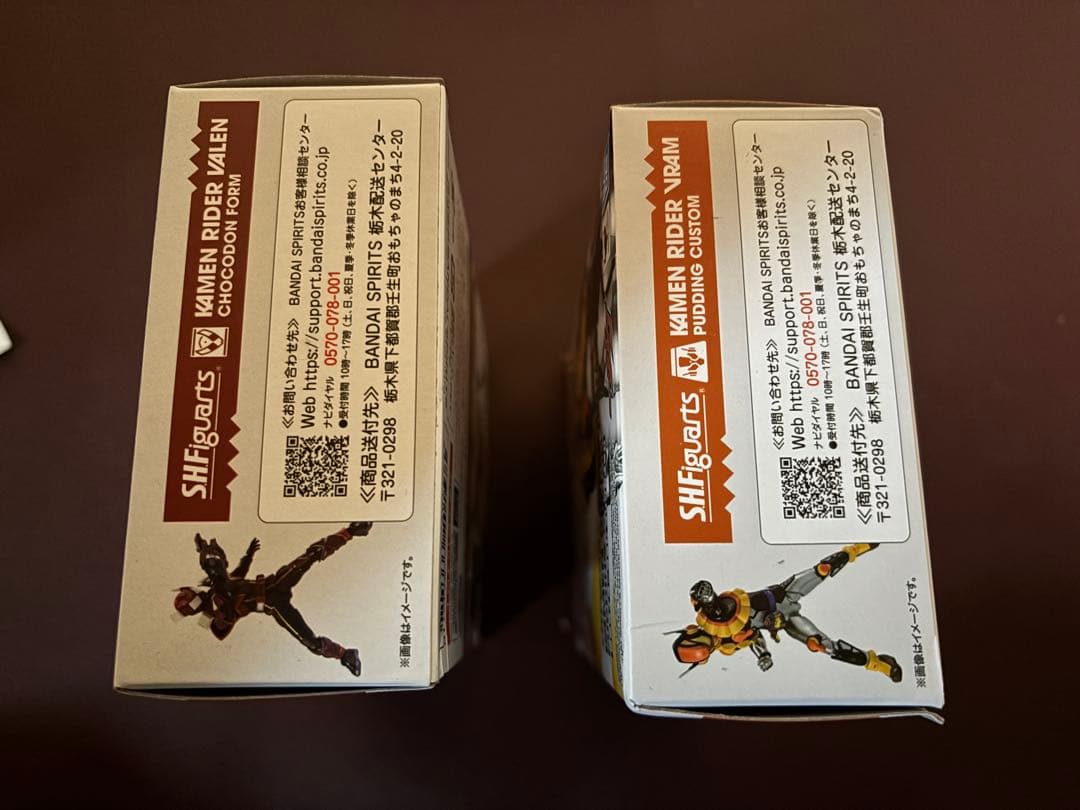 S.H.Figuarts
KAMEN RIDER VALEN
CHOCODON FORM
≪お問い合わせ先≫ BANDAI SPIRITSお客様相談センター
Web https://support.bandaispirits.co.jp
ナビダイヤル 0570-078-001
●受付時間 10時～17時(土、日、祝日、夏季・冬季休業日を除く)
≪商品送付先≫ BANDAI SPIRITS 栃木配送センター
〒321-0298 栃木県下都賀郡壬生町おもちゃのまち4-2-20
※画像はイメージです。
S.H.Figuarts
KAMEN RIDER VRAM
PUDDING CUSTOM
≪お問い合わせ先≫ BANDAI SPIRITSお客様相談センター
Web https://support.bandaispirits.co.jp
ナビダイヤル 0570-078-001
●受付時間 10時～17時(土、日、祝日、夏季・冬季休業日を除く)
≪商品送付先≫ BANDAI SPIRITS 栃木配送センター
〒321-0298 栃木県下都賀郡壬生町おもちゃのまち4-2-20
※画像はイメージです。